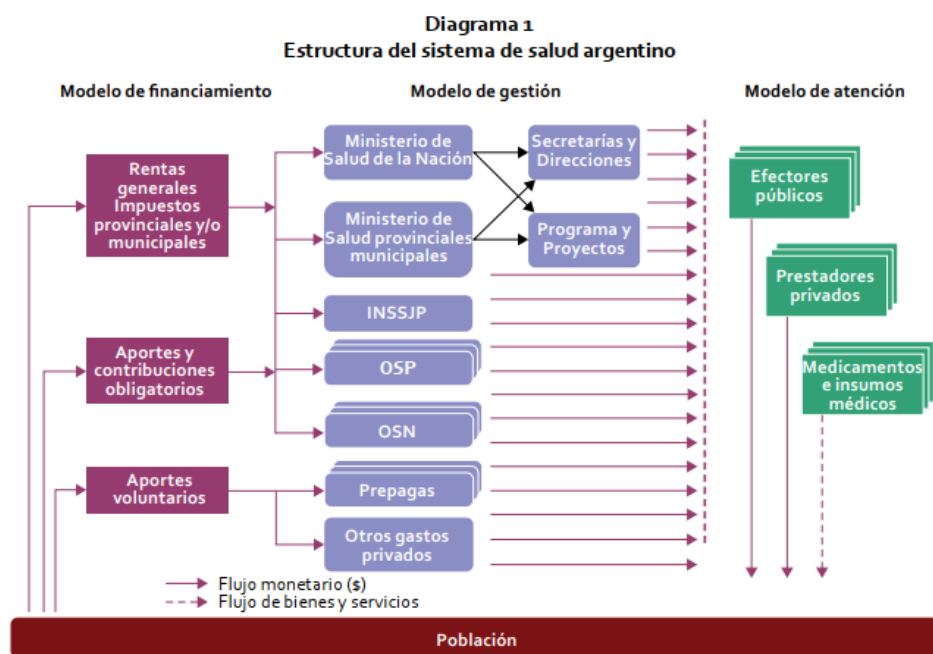 Diagrama 1
Estructura del sistema de salud argentino
Modelo de financiamiento
Modelo de gestión
Modelo de atención
Rentas
generales
Impuestos
provinciales y/o
municipales
Aportes y
contribuciones
obligatorios
Aportes
voluntarios
Ministerio de
Salud de la Nación
Ministerio de
Salud provinciales
municipales
INSSJP
OSP
OSN
Prepagas
Otros gastos
privados
Secretarías y
Direcciones
Programa y
Proyectos
Efectores
públicos
Prestadores
privados
Medicamentos
e insumos
médicos
Flujo monetario ($)
Flujo de bienes y servicios
Población